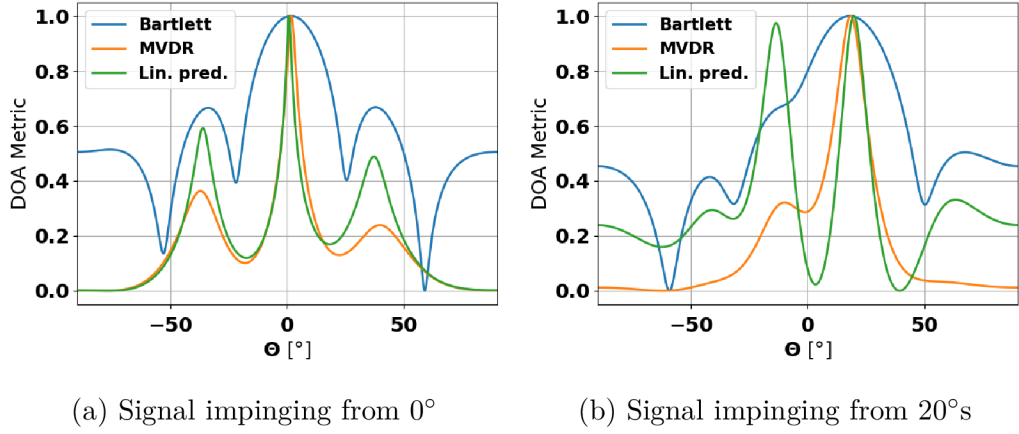 1.0
0.8
0.6
0.4
0.2
0.0
DOA Metric
Bartlett
MVDR
Lin. pred.
−50
0
50
Θ [°]
(a) Signal impinging from 0°
1.0
0.8
0.6
0.4
0.2
0.0
DOA Metric
Bartlett
MVDR
Lin. pred.
−50
0
50
Θ [°]
(b) Signal impinging from 20°s